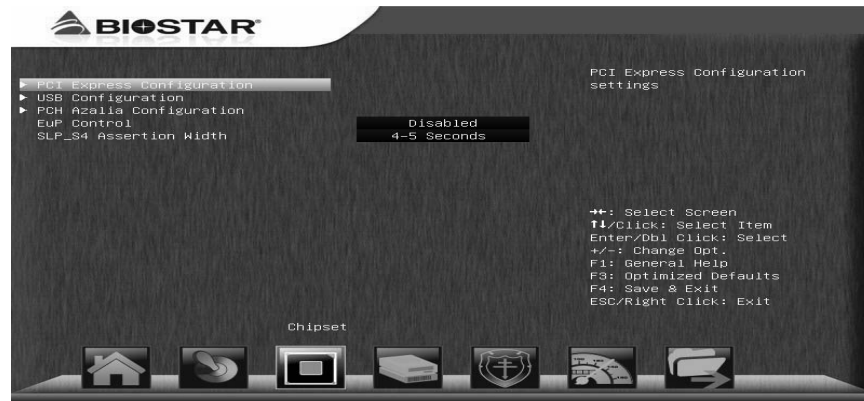 BIOSTAR
PCI Express Configuration
USB Configuration
PCH Azalia Configuration
EuP Control Disabled
SLP_S4 Assertion Width 4-5 Seconds
PCI Express Configuration
settings
→←: Select Screen
↑↓/Click: Select Item
Enter/Dbl Click: Select
+/-: Change Opt.
F1: General Help
F3: Optimized Defaults
F4: Save & Exit
ESC/Right Click: Exit
Chipset